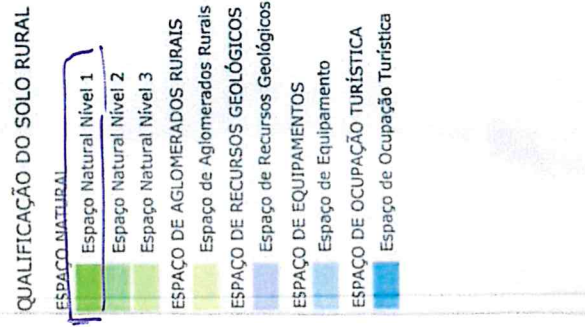 QUALIFICAÇÃO DO SOLO RURAL
ESPAÇO NATURAL
Espaço Natural Nível 1
Espaço Natural Nível 2
Espaço Natural Nível 3
ESPAÇO DE AGLOMERADOS RURAIS
Espaço de Aglomerados Rurais
ESPAÇO DE RECURSOS GEOLÓGICOS
Espaço de Recursos Geológicos
ESPAÇO DE EQUIPAMENTOS
Espaço de Equipamento
ESPAÇO DE OCUPAÇÃO TURÍSTICA
Espaço de Ocupação Turística